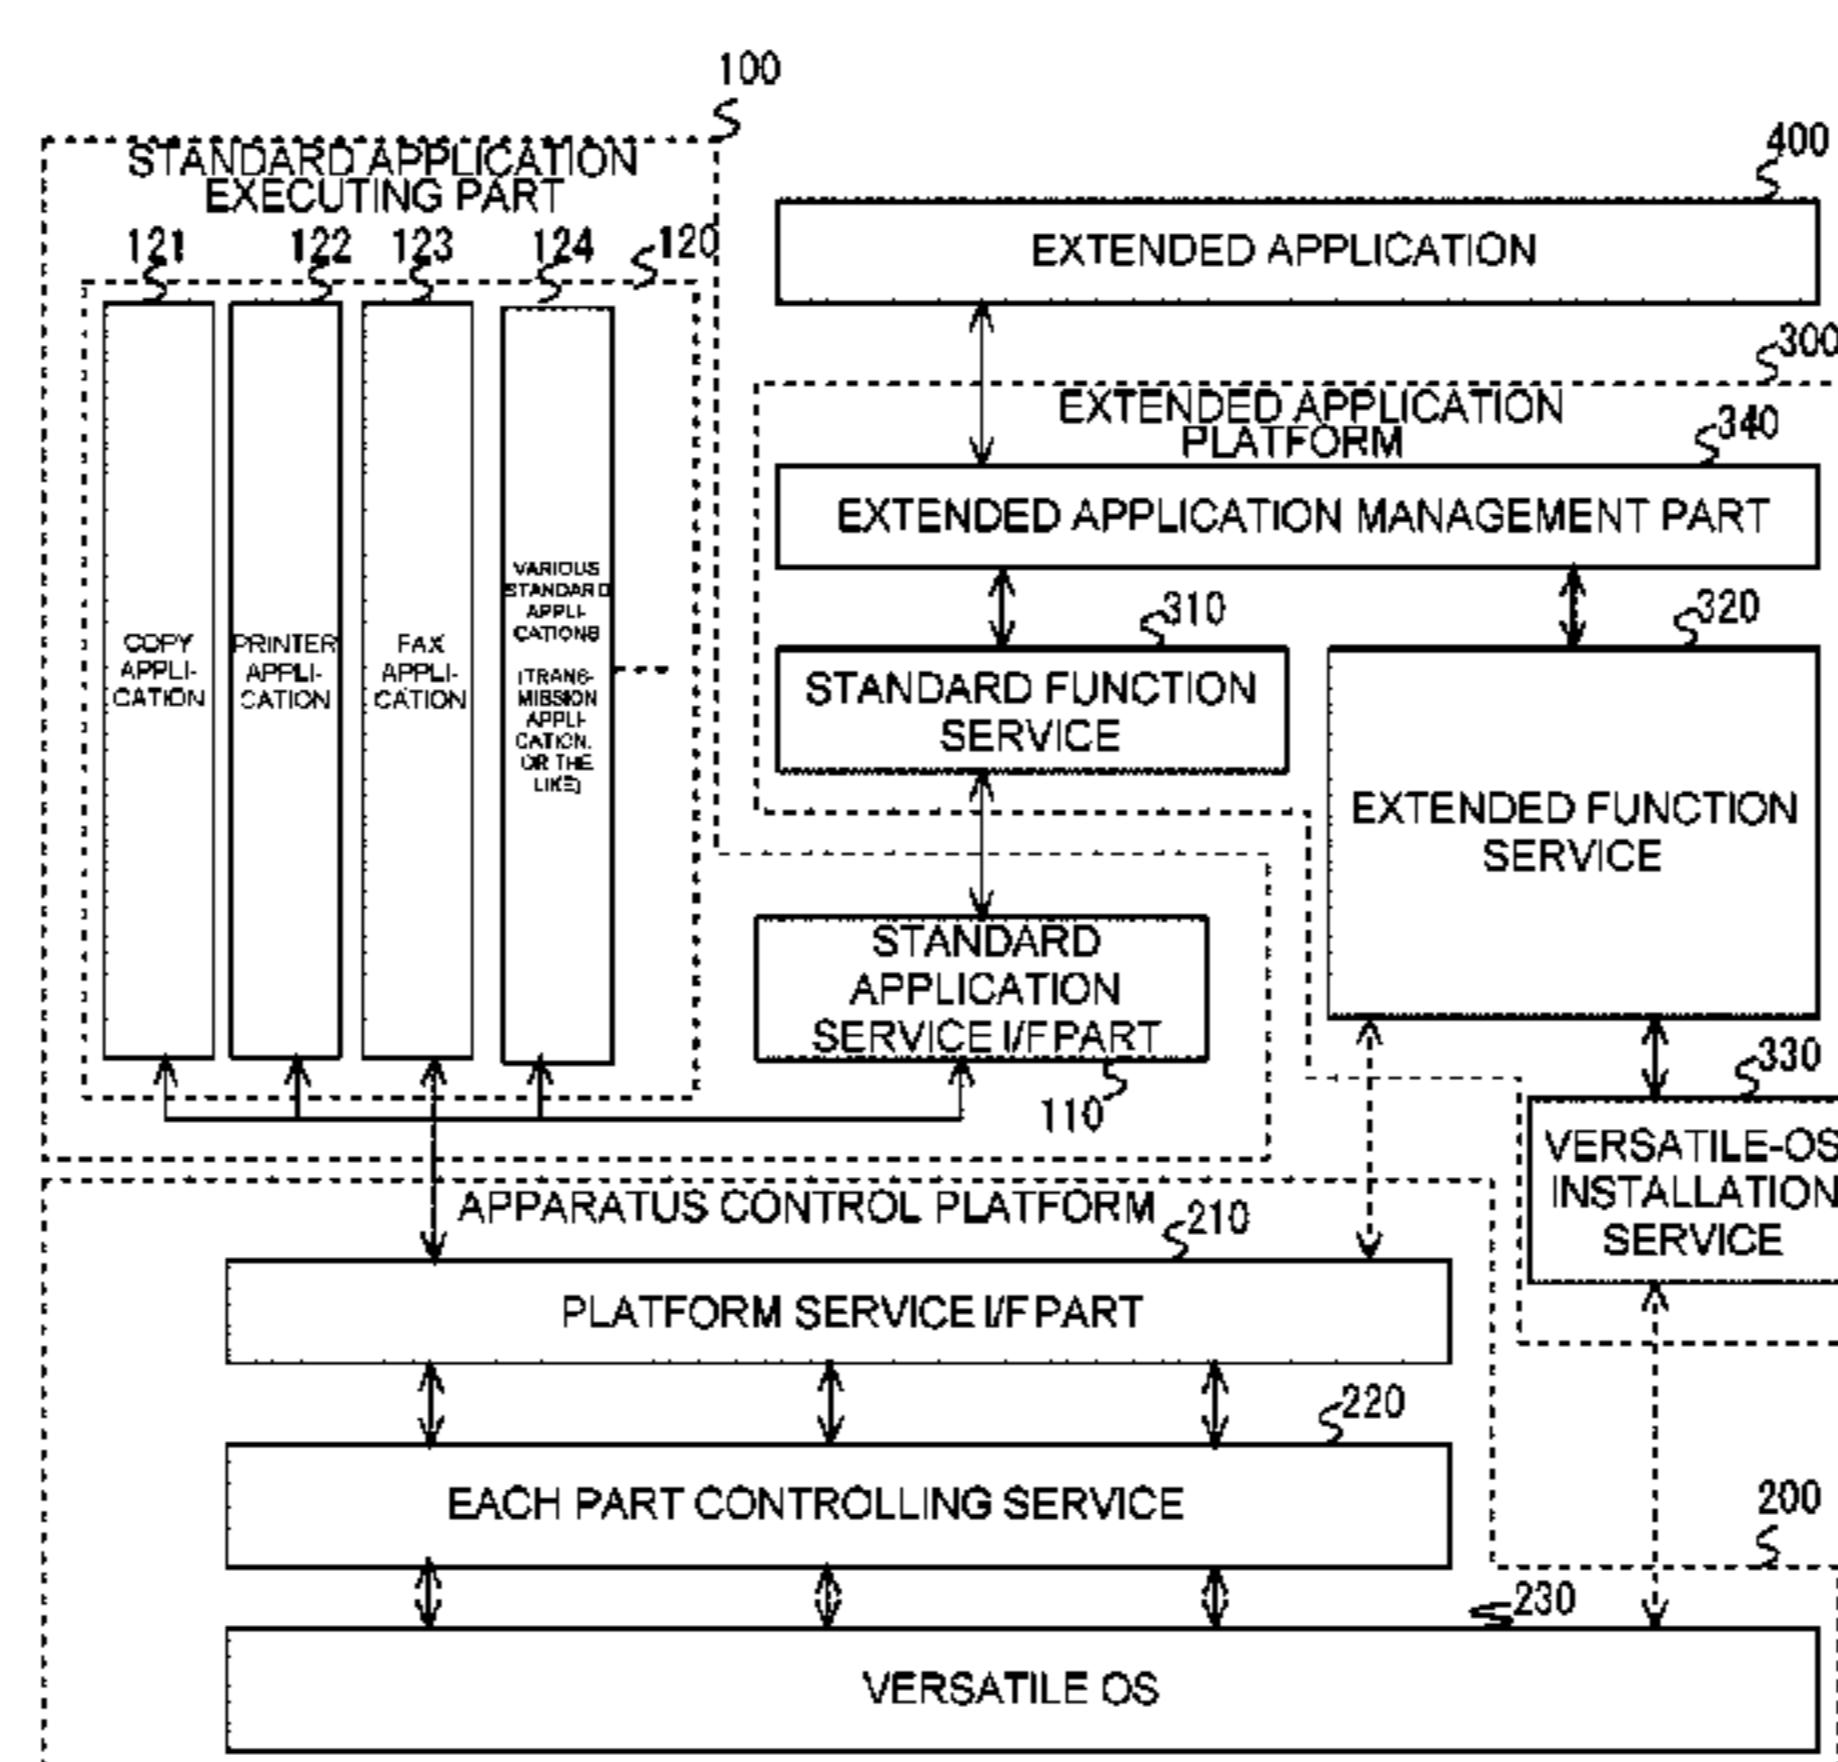 100
STANDARD APPLICATION
EXECUTING PART
121
122
123
124
120
COPY
APPLI-
CATION
PRINTER
APPLI-
CATION
FAX
APPLI-
CATION
VARIOUS
STANDARD
APPLI-
CATIONS
(TRANS-
MISSION
APPLI-
CATION,
OR THE
LIKE)
400
EXTENDED APPLICATION
300
EXTENDED APPLICATION
PLATFORM
340
EXTENDED APPLICATION MANAGEMENT PART
310
STANDARD FUNCTION
SERVICE
320
EXTENDED FUNCTION
SERVICE
STANDARD
APPLICATION
SERVICE I/F PART
110
330
VERSATILE-OS
INSTALLATION
SERVICE
APPARATUS CONTROL PLATFORM
210
PLATFORM SERVICE I/F PART
220
EACH PART CONTROLLING SERVICE
200
230
VERSATILE OS